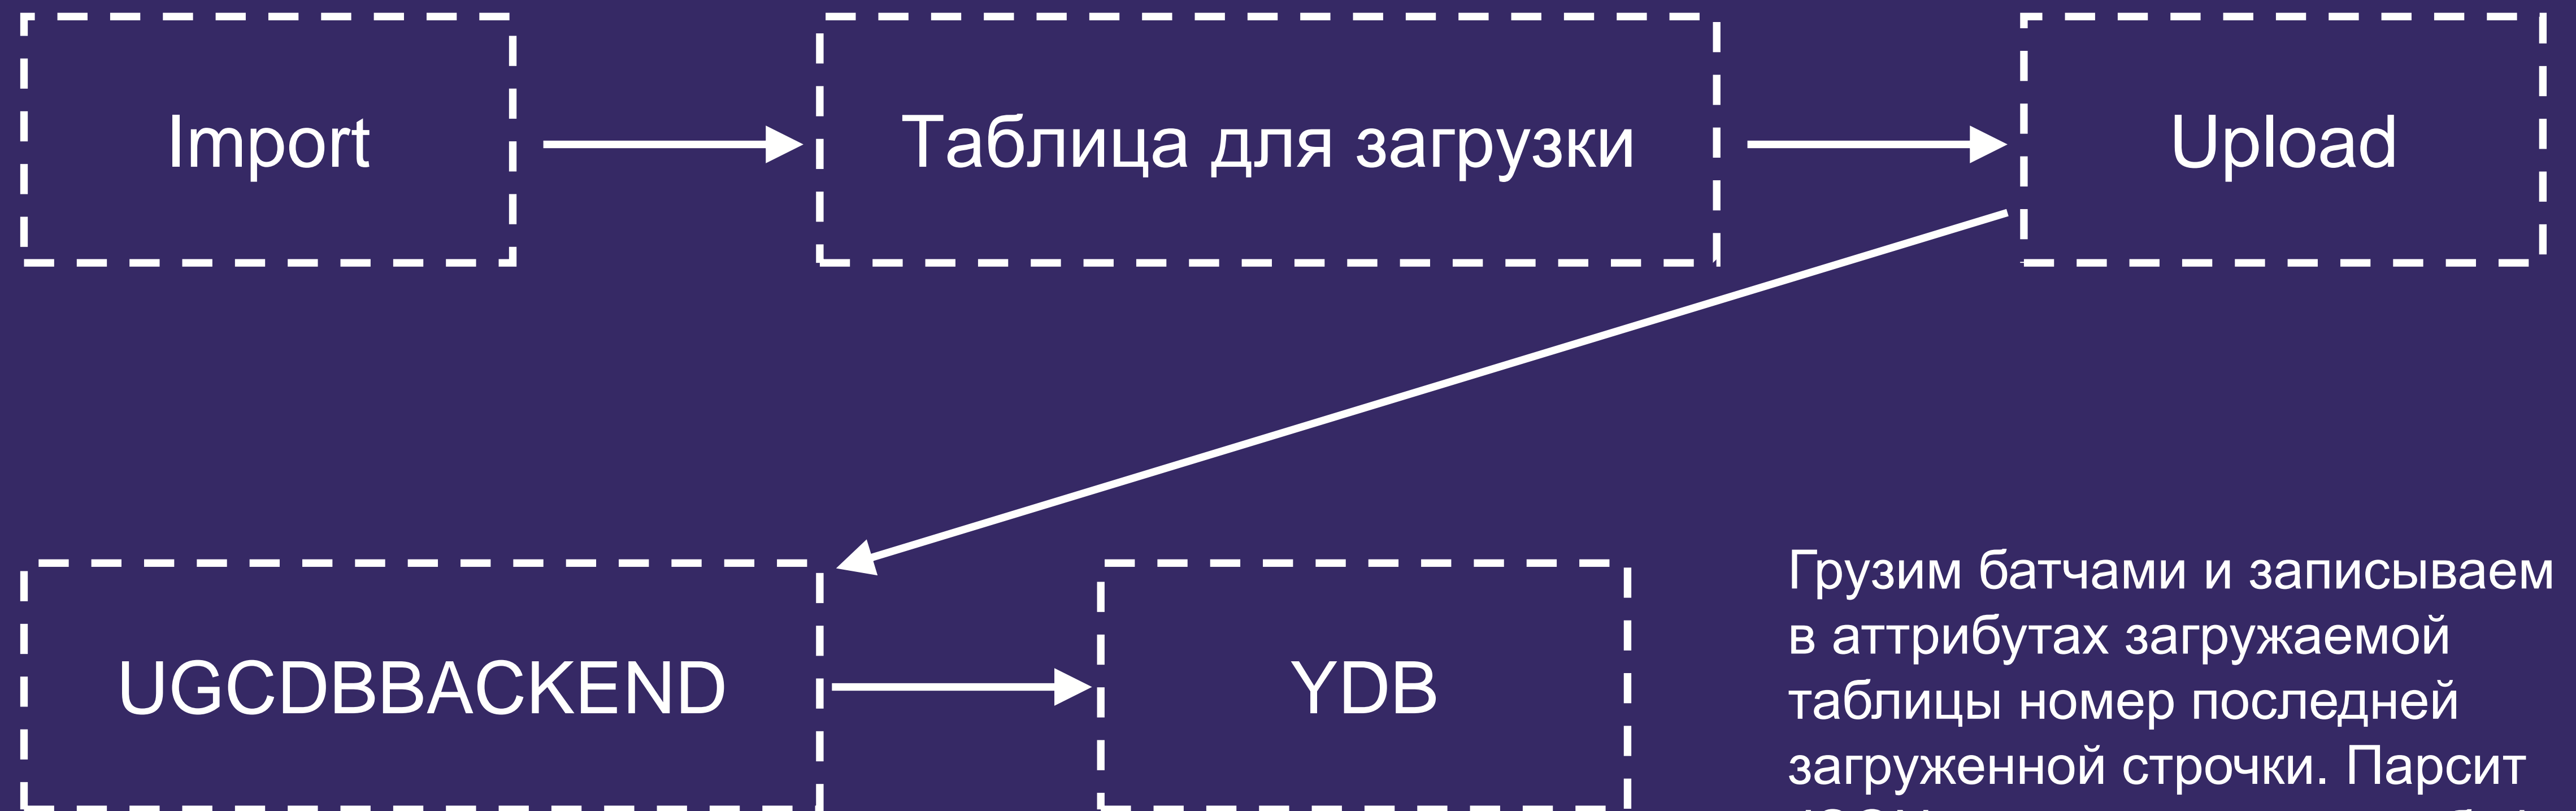 Import
Таблица для загрузки
Upload
UGCDBBACKEND
YDB
Грузим батчами и записываем
в аттрибутах загружаемой
таблицы номер последней
загруженной строчки. Парсит